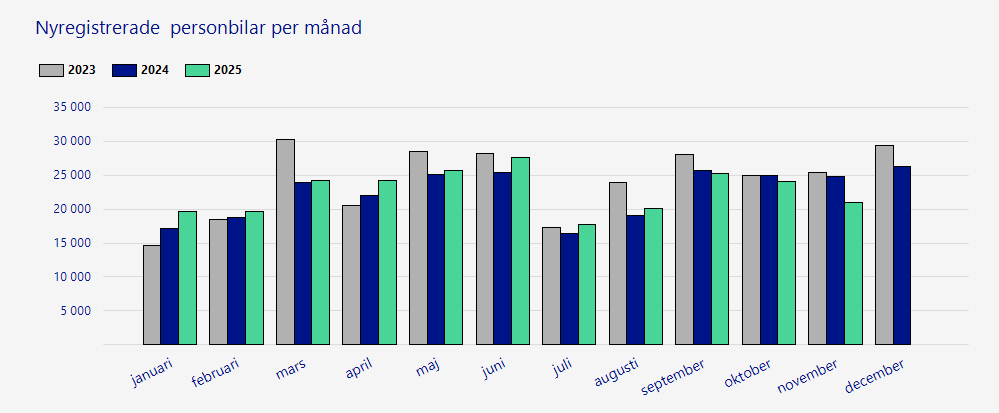 Nyregistrerade  personbilar per månad
2023 2024 2025
35 000
30 000
25 000
20 000
15 000
10 000
5 000
januari februari mars april maj juni juli augusti september oktober november december